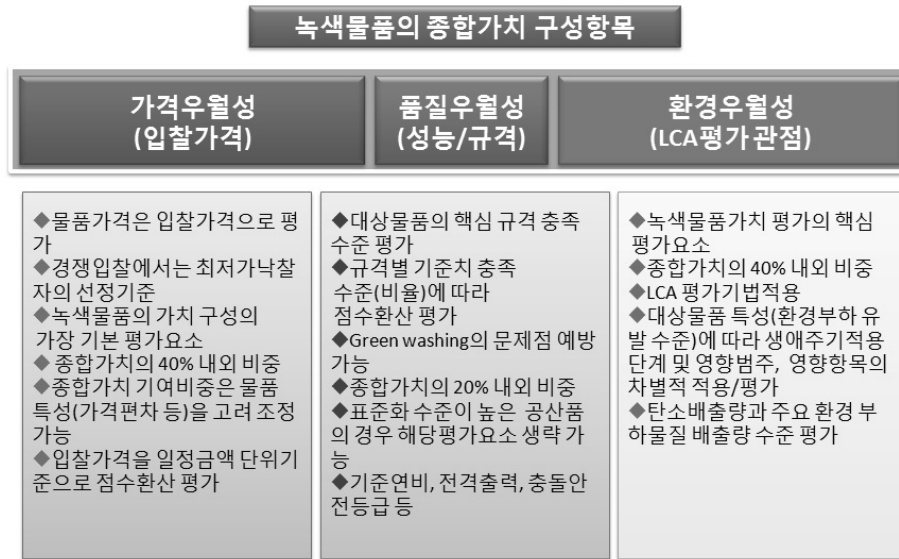 녹색물품의 종합가치 구성항목
가격우월성
(입찰가격)
품질우월성
(성능/규격)
환경우월성
(LCA평가 관점)
◆물품가격은 입찰가격으로 평
가
◆경쟁입찰에서는 최저가낙찰
자의 선정기준
◆녹색물품의 가치 구성의
가장 기본 평가요소
◆ 종합가치의 40% 내외 비중
◆종합가치 기여비중은 물품
특성(가격편차 등)을 고려 조정
가능
◆입찰가격을 일정금액 단위기
준으로 점수환산 평가
◆대상물품의 핵심 규격 충족
수준 평가
◆규격별 기준치 충족
수준(비율)에 따라
점수환산 평가
◆Green washing의 문제점 예방
가능
◆종합가치의 20% 내외 비중
◆표준화 수준이 높은 공산품
의 경우 해당평가요소 생략 가
능
◆기준연비, 전격출력, 충돌안
전등급 등
◆녹색물품가치 평가의 핵심
평가요소
◆종합가치의 40% 내외 비중
◆LCA 평가기법적용
◆대상물품 특성(환경부하 유
발 수준)에 따라 생애주기적용
단계 및 영향범주, 영향항목의
차별적 적용/평가
◆탄소배출량과 주요 환경 부
하물질 배출량 수준 평가